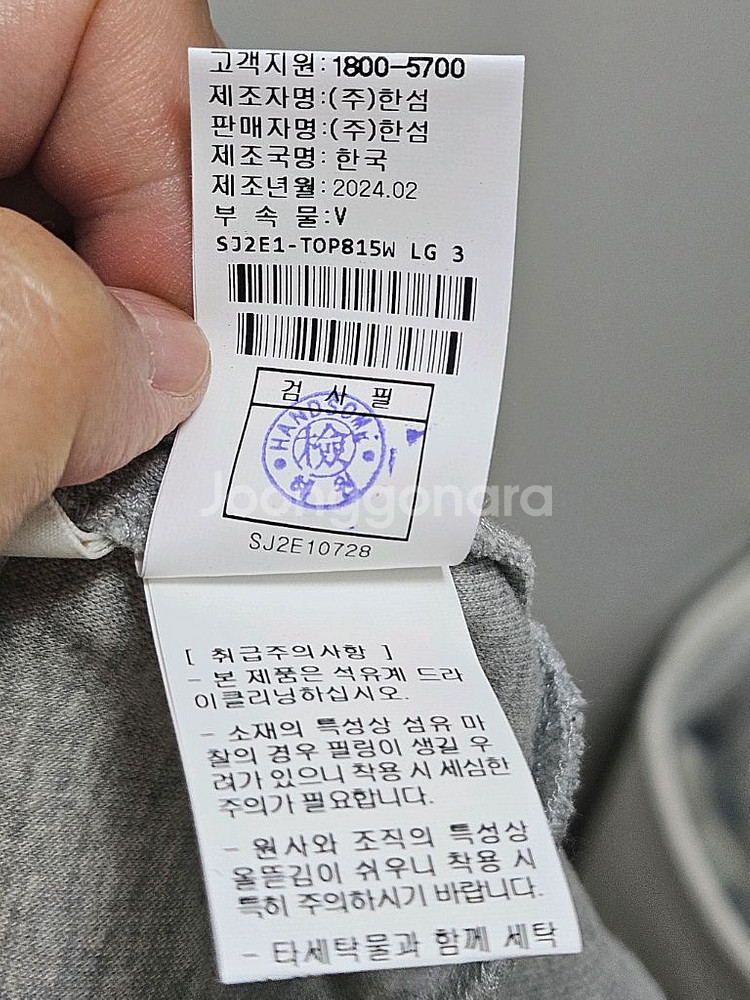 고객지원:1800-5700
제조자명:(주)한섬
판매자명:(주)한섬
제조국명: 한국
제조년월:2024.02
부 속 물:V
SJ2E1-TOP815W LG 3
검 사 필
HANDSOME
檢
Joonggonara
SJ2E10728
[ 취급주의사항 ]
- 본 제품은 석유계 드라
이클리닝하십시오.
- 소재의 특성상 섬유 마
찰의 경우 필링이 생길 우
려가 있으니 착용 시 세심한
주의가 필요합니다.
- 원사와 조직의 특성상
올뜯김이 쉬우니 착용 시
특히 주의하시기 바랍니다.
- 타세탁물과 함께 세탁